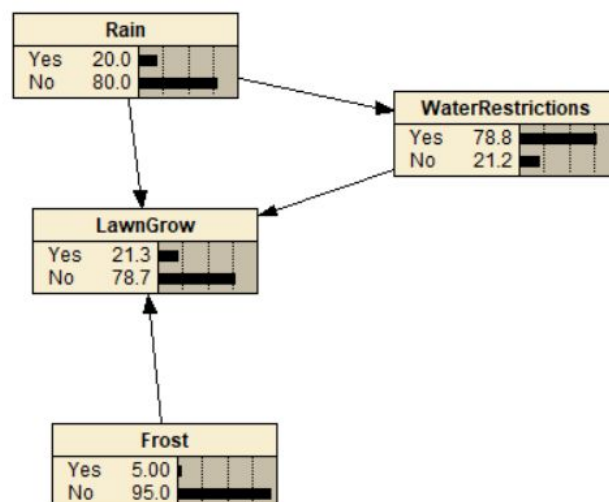 Rain
Yes 20.0
No 80.0
WaterRestrictions
Yes 78.8
No 21.2
LawnGrow
Yes 21.3
No 78.7
Frost
Yes 5.00
No 95.0